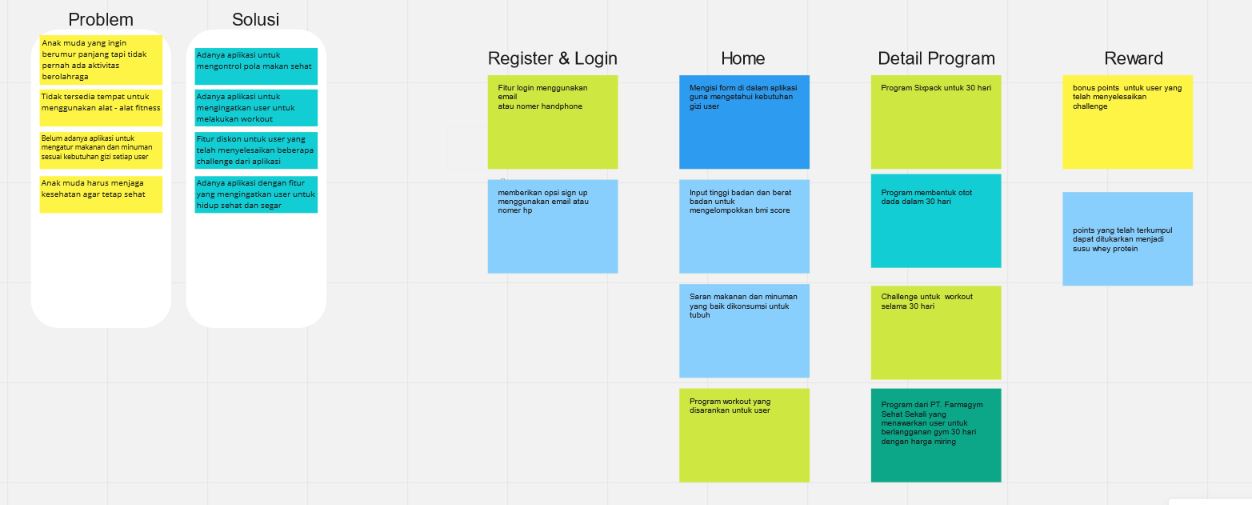 Problem
Anak muda yang ingin
berumur panjang tapi tidak
pernah ada aktivitas
berolahraga
Tidak tersedia tempat untuk
menggunakan alat - alat fitness
Belum adanya aplikasi untuk
mengatur makanan dan minuman
sesuai kebutuhan gizi setiap user
Anak muda harus menjaga
kesehatan agar tetap sehat
Solusi
Adanya aplikasi untuk
mengontrol pola makan sehat
Adanya aplikasi untuk
mengingatkan user untuk
melakukan workout
Fitur diskon untuk user yang
telah menyelesaikan beberapa
challenge dari aplikasi
Adanya aplikasi dengan fitur
yang mengingatkan user untuk
hidup sehat dan segar
Register & Login
Fitur login menggunakan
email
atau nomer handphone
memberikan opsi sign up
menggunakan email atau
nomer hp
Home
Mengisi form di dalam aplikasi
guna mengetahui kebutuhan
gizi user
Input tinggi badan dan berat
badan untuk
mengelompokkan bmi score
Saran makanan dan minuman
yang baik dikonsumsi untuk
tubuh
Program workout yang
disarankan untuk user
Detail Program
Program Sixpack untuk 30 hari
Program membentuk otot
dada dalam 30 hari
Challenge untuk workout
selama 30 hari
Program dari PT. Farmagym
Sehat Sekali yang
menawarkan user untuk
berlangganan gym 30 hari
dengan harga miring
Reward
bonus points untuk user yang
telah menyelesaikan
challenge
points yang telah terkumpul
dapat ditukarkan menjadi
susu whey protein